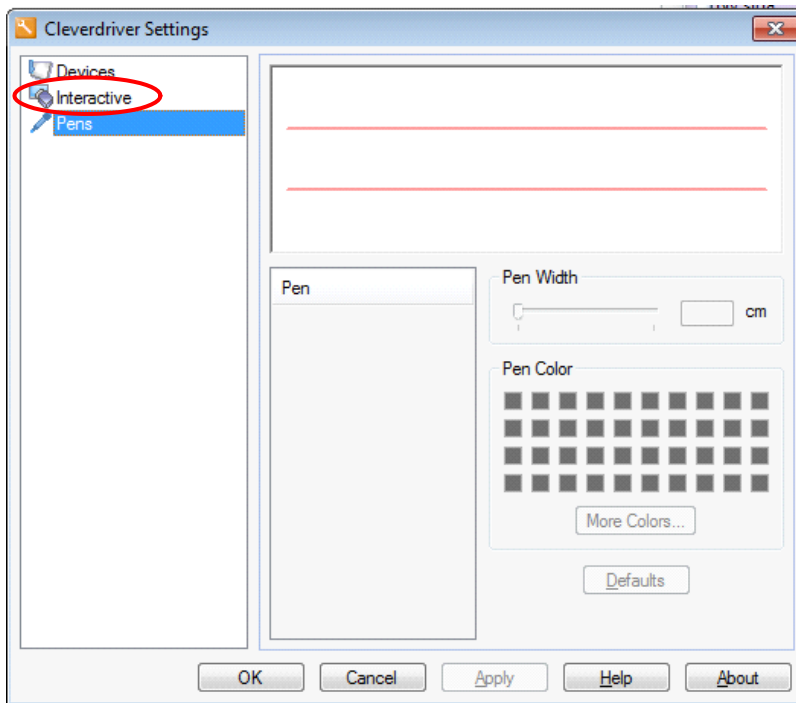 Cleverdriver Settings
Devices
Interactive
Pens
Pen
Pen Width
cm
Pen Color
More Colors...
Defaults
OK
Cancel
Apply
Help
About